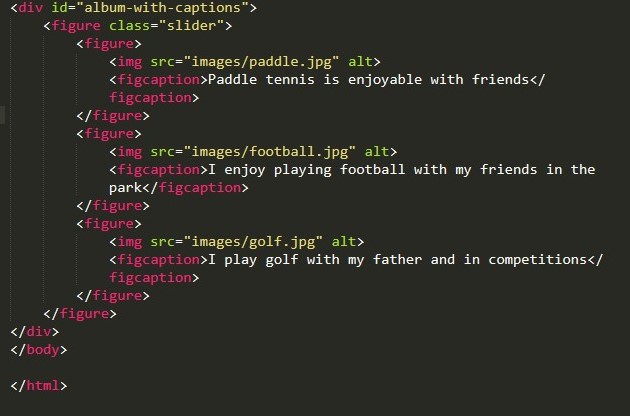 <div id="album-with-captions">
<figure class="slider">
<figure>
<img src="images/paddle.jpg" alt>
<figcaption>Paddle tennis is enjoyable with friends</
figcaption>
</figure>
<figure>
<img src="images/football.jpg" alt>
<figcaption>I enjoy playing football with my friends in the
park</figcaption>
</figure>
<figure>
<img src="images/golf.jpg" alt>
<figcaption>I play golf with my father and in competitions</
figcaption>
</figure>
</figure>
</div>
</body>
</html>